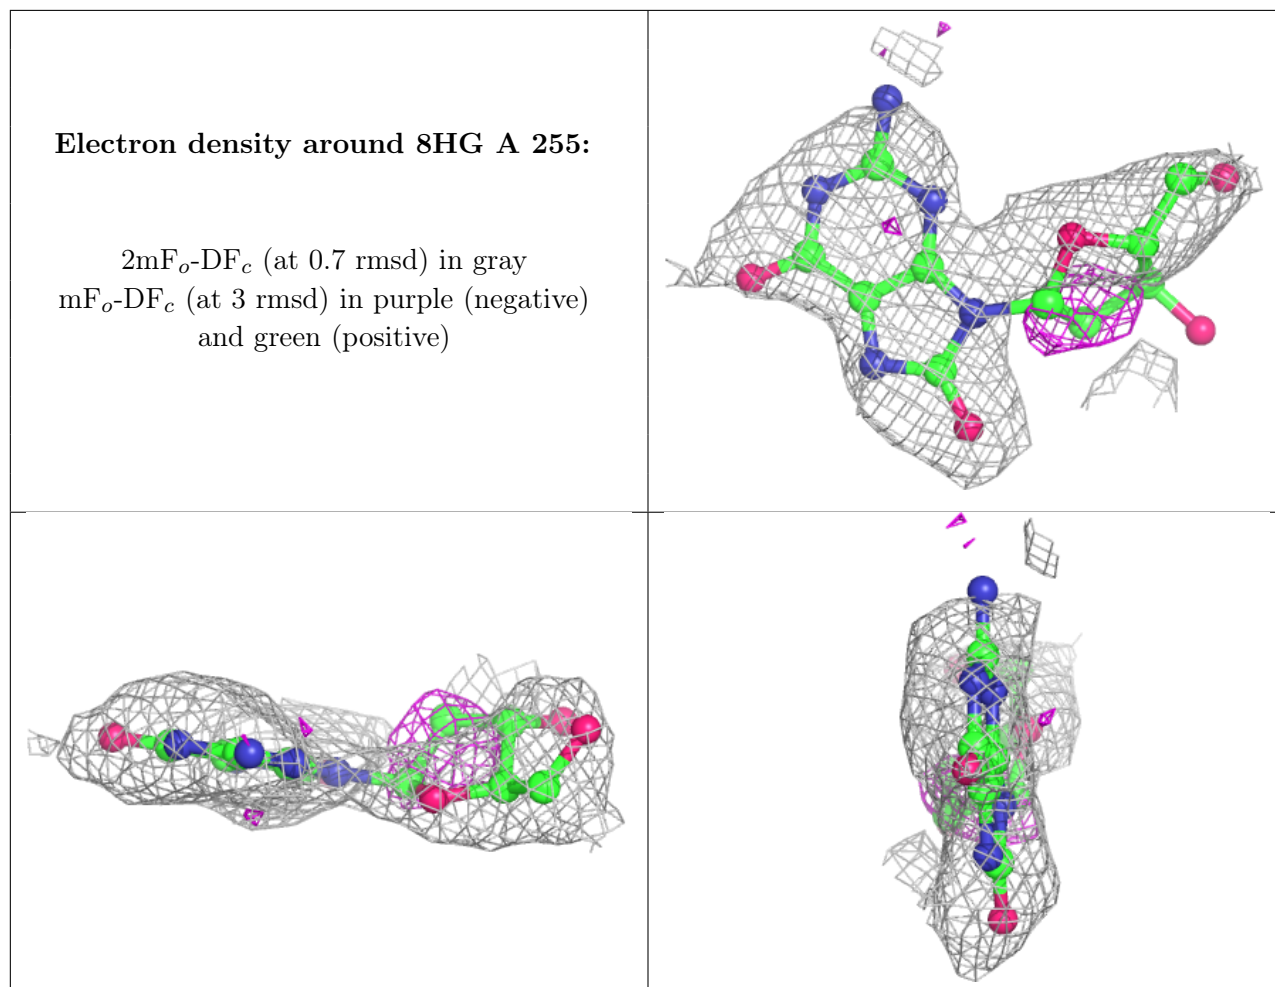 Electron density around 8HG A 255:
2mFo-DFc (at 0.7 rmsd) in gray
mFo-DFc (at 3 rmsd) in purple (negative)
and green (positive)